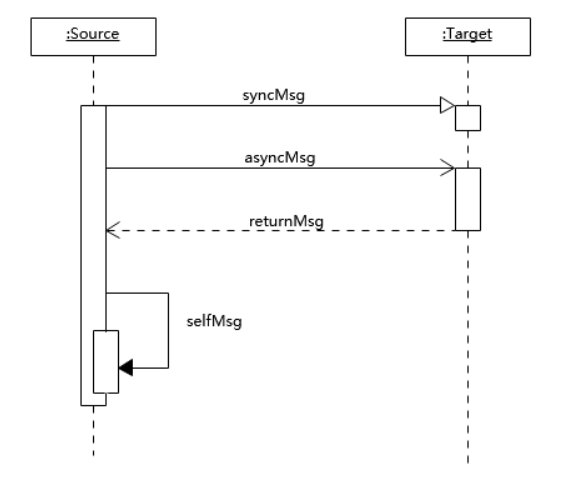 :Source
:Target
syncMsg
asyncMsg
returnMsg
selfMsg